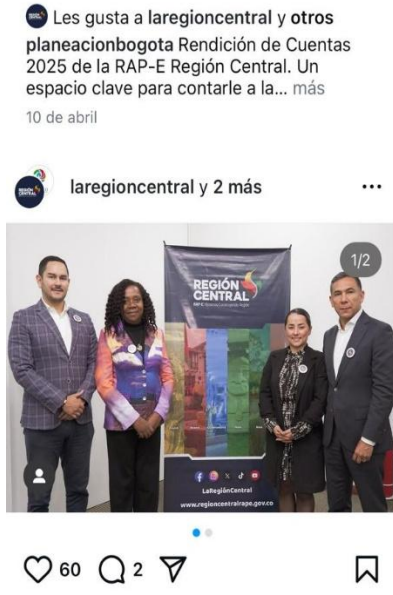 Les gusta a laregioncentral y otros
planeacionbogota Rendición de Cuentas
2025 de la RAP-E Región Central. Un
espacio clave para contarle a la... más
10 de abril
laregioncentral y 2 más
1/2
REGIÓN
CENTRAL
LaRegiónCentral
www.regioncentralrape.gov.co
60
2